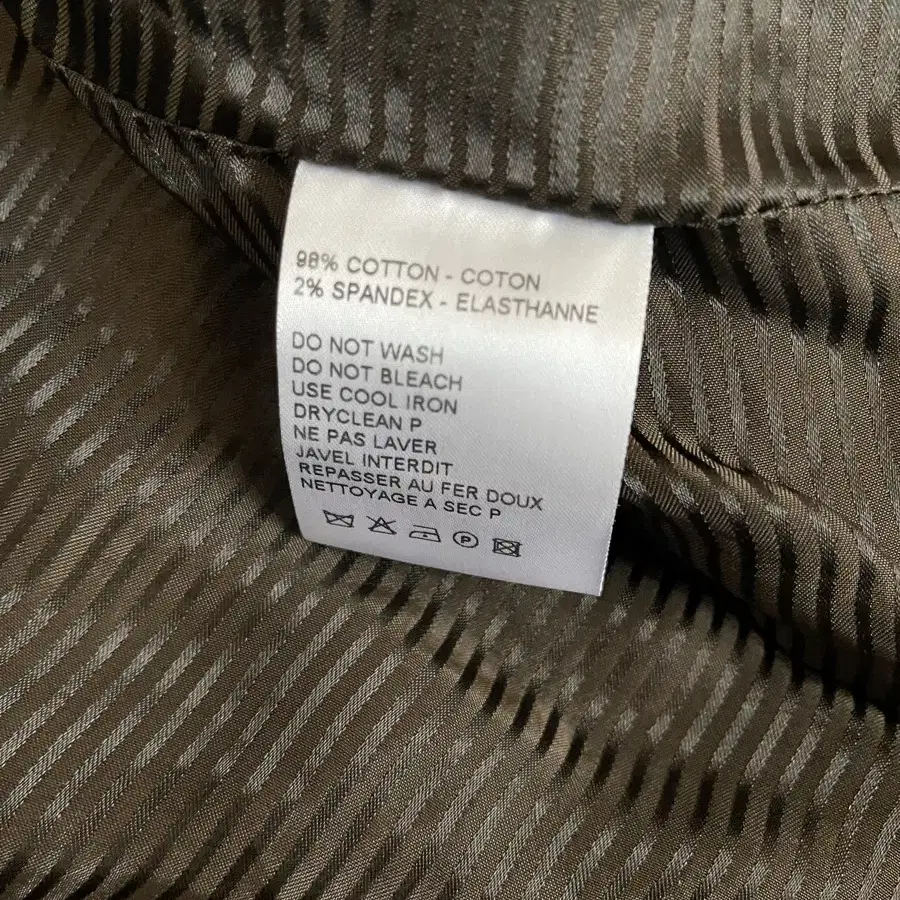 98% COTTON - COTON
2% SPANDEX - ELASTHANNE
DO NOT WASH
DO NOT BLEACH
USE COOL IRON
DRYCLEAN P
NE PAS LAVER
JAVEL INTERDIT
REPASSER AU FER DOUX
NETTOYAGE A SEC P
P